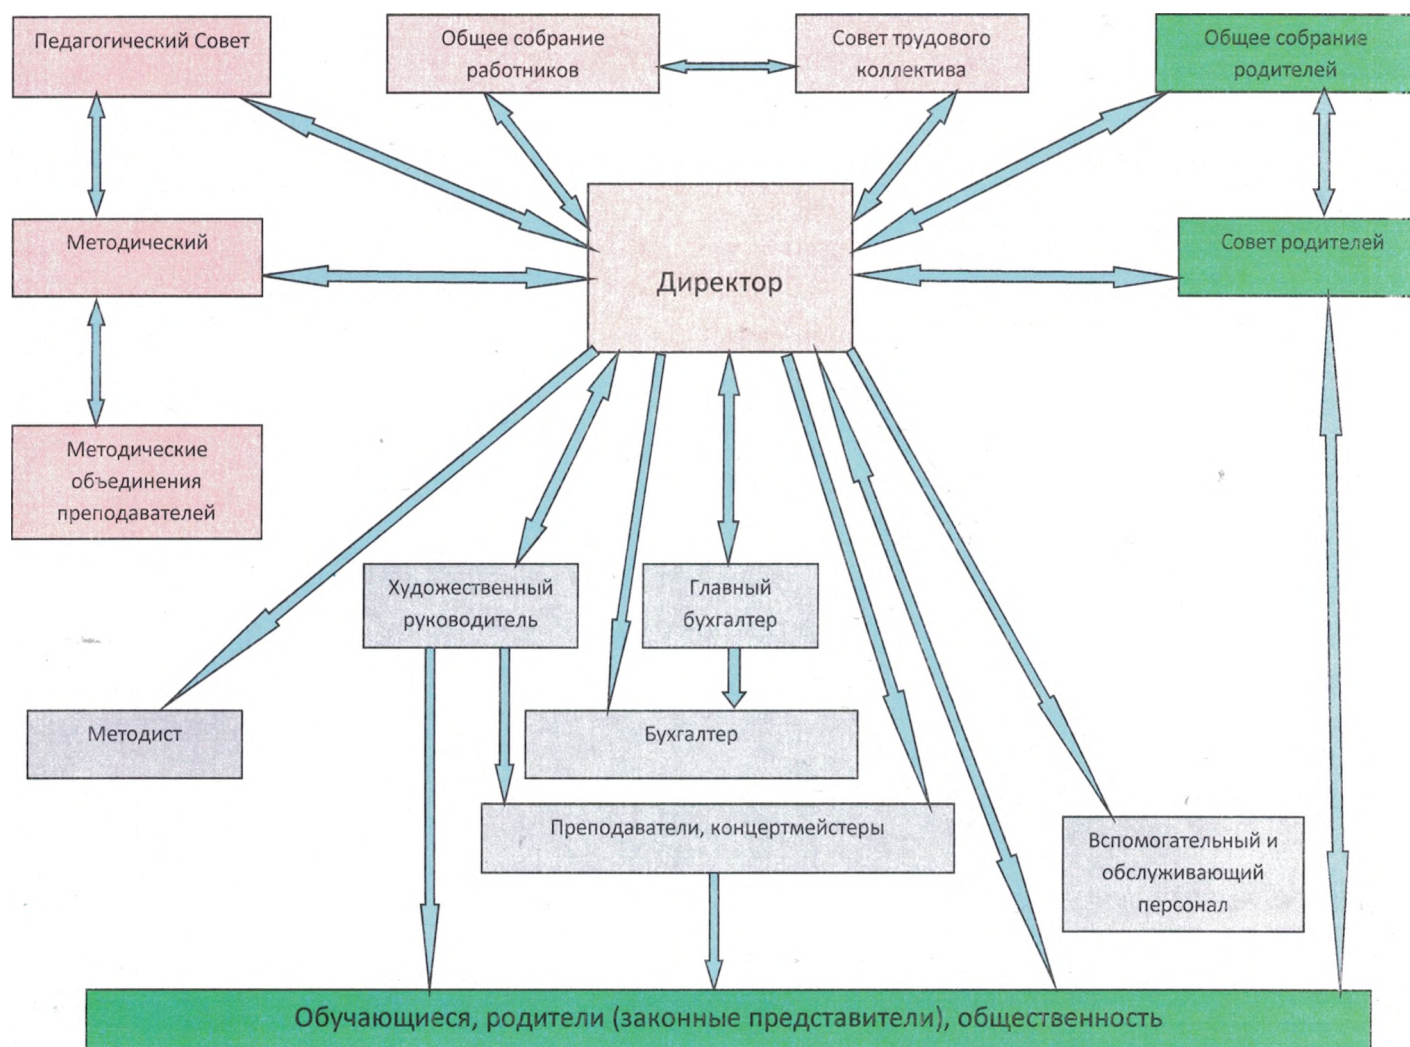 Педагогический Совет
Общее собрание
работников
Совет трудового
коллектива
Общее собрание
родителей
Методический
Директор
Совет родителей
Методические
объединения
преподавателей
Художественный
руководитель
Главный
бухгалтер
Методист
Бухгалтер
Преподаватели, концертмейстеры
Вспомогательный и
обслуживающий
персонал
Обучающиеся, родители (законные представители), общественность